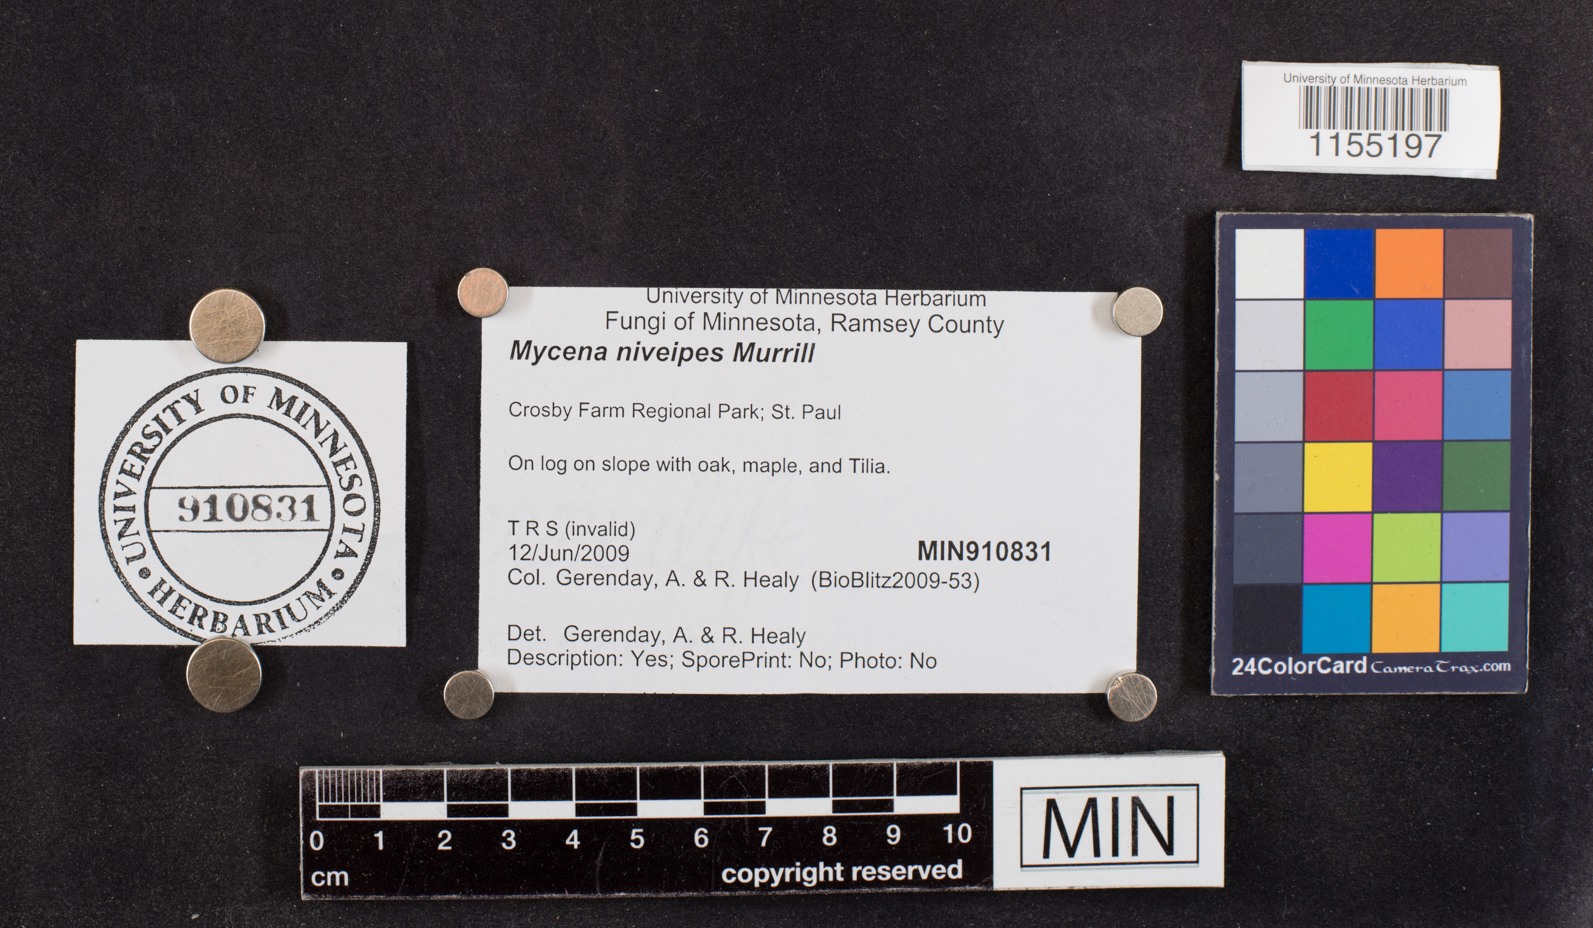 University of Minnesota Herbarium
1155197
University of Minnesota Herbarium
Fungi of Minnesota, Ramsey County
Mycena niveipes Murrill
Crosby Farm Regional Park; St. Paul
On log on slope with oak, maple, and Tilia.
T R S (invalid)
12/Jun/2009
MIN910831
Col. Gerenday, A. & R. Healy (BioBlitz2009-53)
Det. Gerenday, A. & R. Healy
Description: Yes; SporePrint: No; Photo: No
UNIVERSITY OF MINNESOTA
910831
HERBARIUM
24ColorCard CameraTrax.com
0 1 2 3 4 5 6 7 8 9 10
cm
copyright reserved
MIN